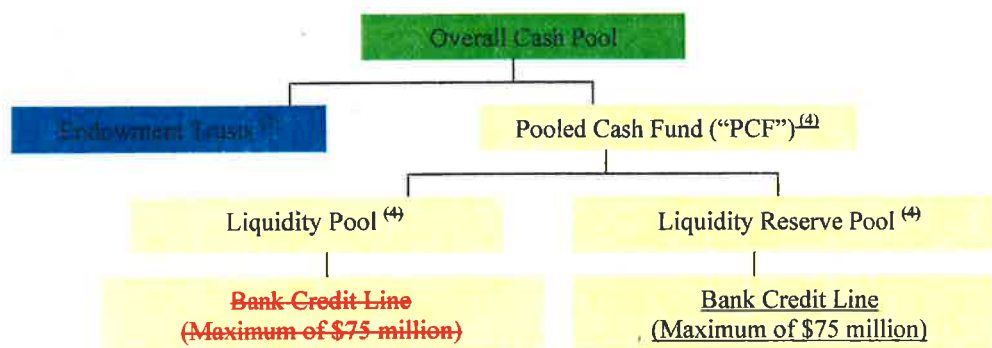 Overall Cash Pool
Endowment Trusts
Pooled Cash Fund (“PCF”) (4)
Liquidity Pool (4)
Liquidity Reserve Pool (4)
Bank Credit Line
(Maximum of $75 million)
Bank Credit Line
(Maximum of $75 million)